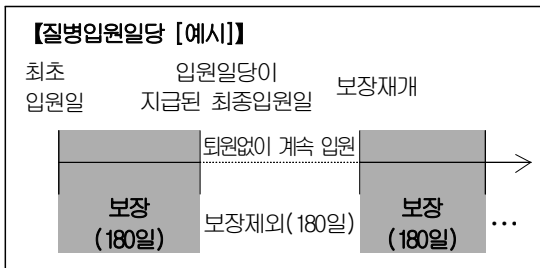 【질병입원일당 [예시]】
최초 입원일당이 보장재개
입원일 지급된 최종입원일
퇴원없이 계속 입원
보장 보장제외(180일) 보장 ...
(180일) (180일)